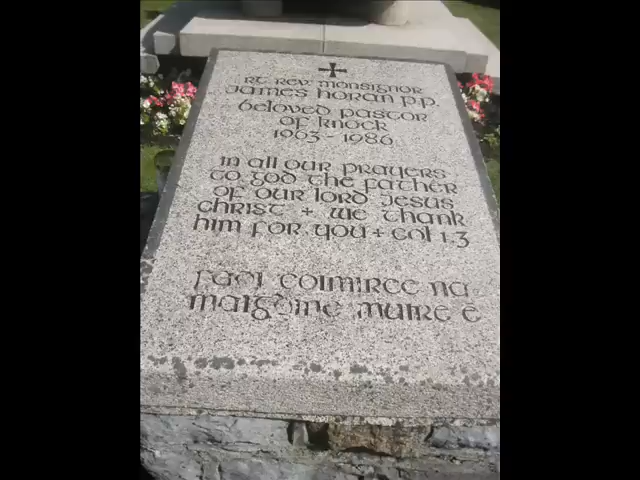 RT. REV. MONSIGNOR
JAMES HORAN P.P.
BELOVED PASTOR
OF KNOCK
1963 - 1986
IN ALL OUR PRAYERS
TO GOD THE FATHER
OF OUR LORD JESUS
CHRIST + WE THANK
HIM FOR YOU + COL 1.3
FAOI COIMIRCE NA
MAIGHDINE MUIRE É